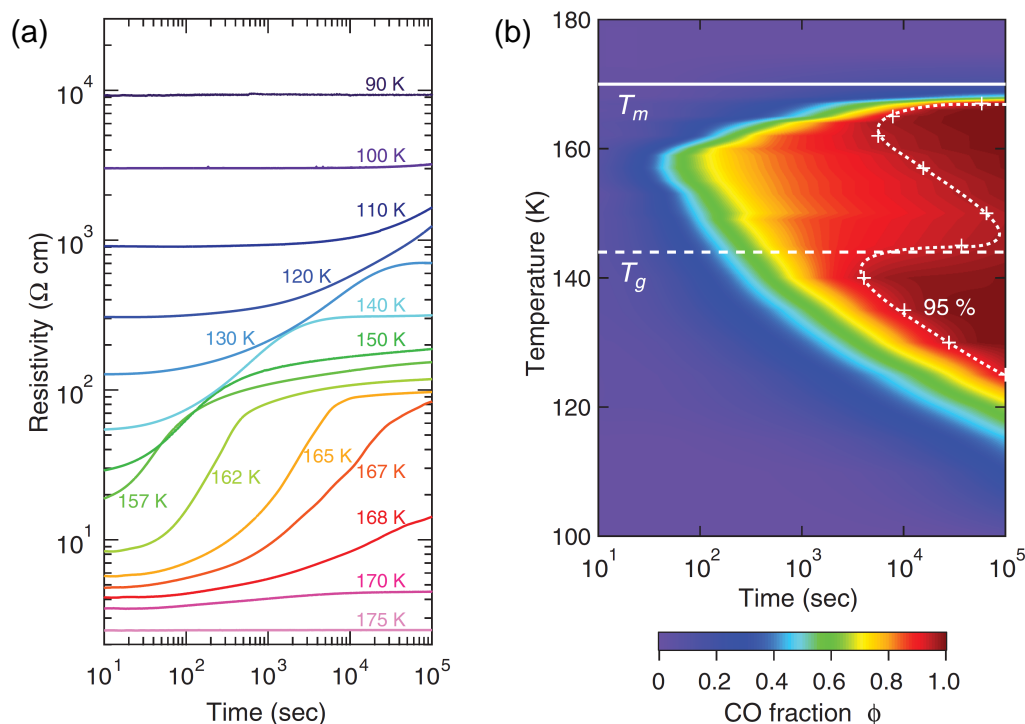 (a)
10⁴
10³
10²
10¹
Resistivity (Ω cm)
90 K
100 K
110 K
120 K
130 K
140 K
150 K
157 K
162 K
165 K
167 K
168 K
170 K
175 K
10¹ 10² 10³ 10⁴ 10⁵
Time (sec)
(b)
180
160
140
120
100
Temperature (K)
Tm
Tg
95 %
10¹ 10² 10³ 10⁴ 10⁵
Time (sec)
0 0.2 0.4 0.6 0.8 1.0
CO fraction ϕ